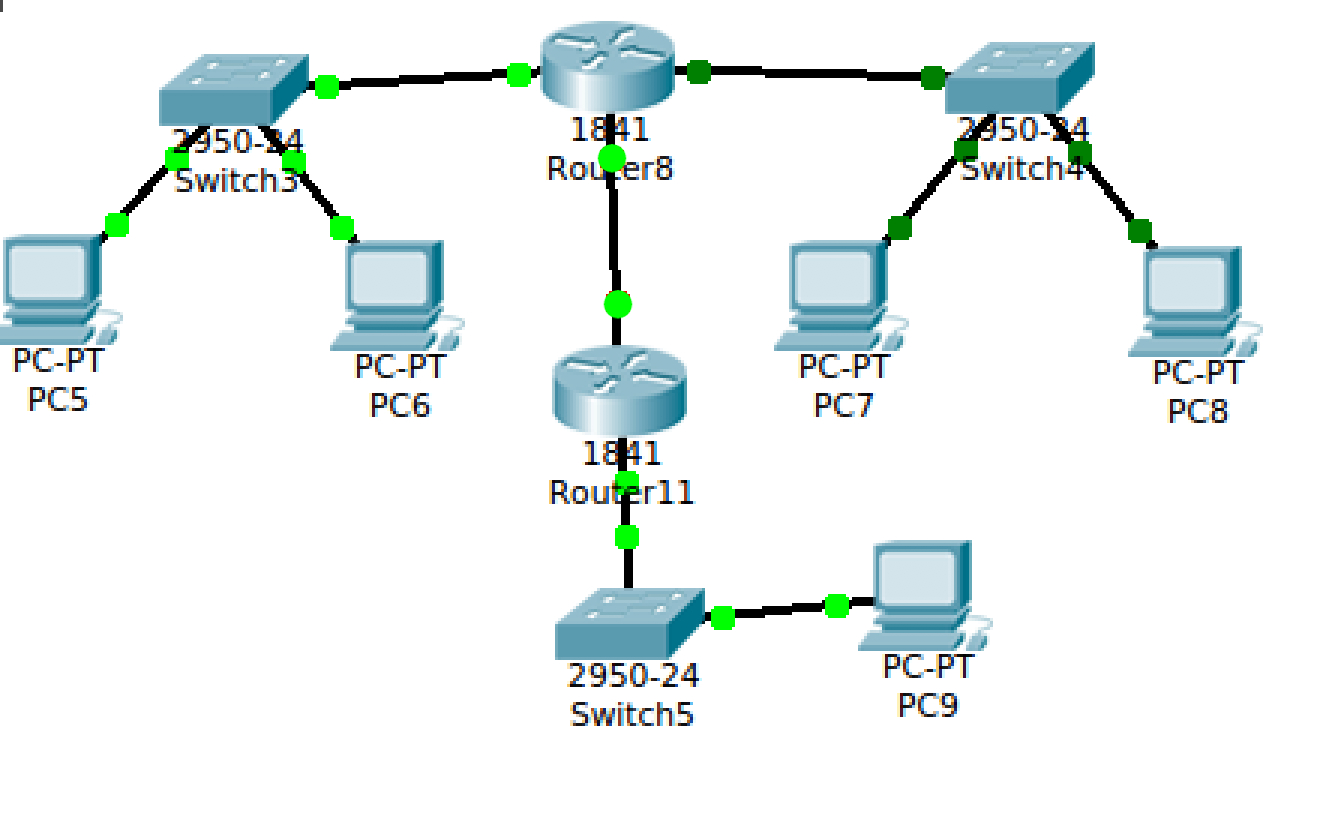 1841
Router8
2950-24
Switch3
2950-24
Switch4
PC-PT
PC5
PC-PT
PC6
PC-PT
PC7
PC-PT
PC8
1841
Router11
2950-24
Switch5
PC-PT
PC9